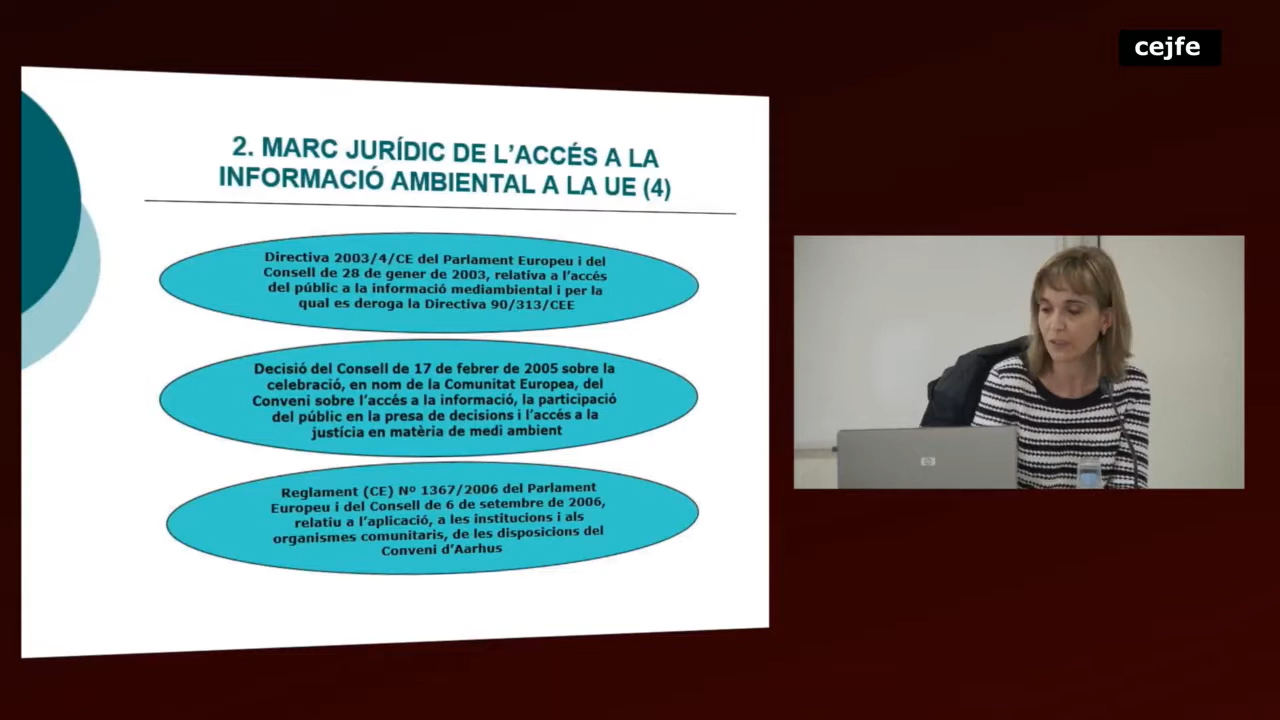 cejfe
2. MARC JURÍDIC DE L'ACCÉS A LA
INFORMACIÓ AMBIENTAL A LA UE (4)
Directiva 2003/4/CE del Parlament Europeu i del
Consell de 28 de gener de 2003, relativa a l'accés
del públic a la informació mediambiental i per la
qual es deroga la Directiva 90/313/CEE
Decisió del Consell de 17 de febrer de 2005 sobre la
celebració, en nom de la Comunitat Europea, del
Conveni sobre l'accés a la informació, la participació
del públic en la presa de decisions i l'accés a la
justícia en matèria de medi ambient
Reglament (CE) Nº 1367/2006 del Parlament
Europeu i del Consell de 6 de setembre de 2006,
relatiu a l'aplicació, a les institucions i als
organismes comunitaris, de les disposicions del
Conveni d'Aarhus
hp